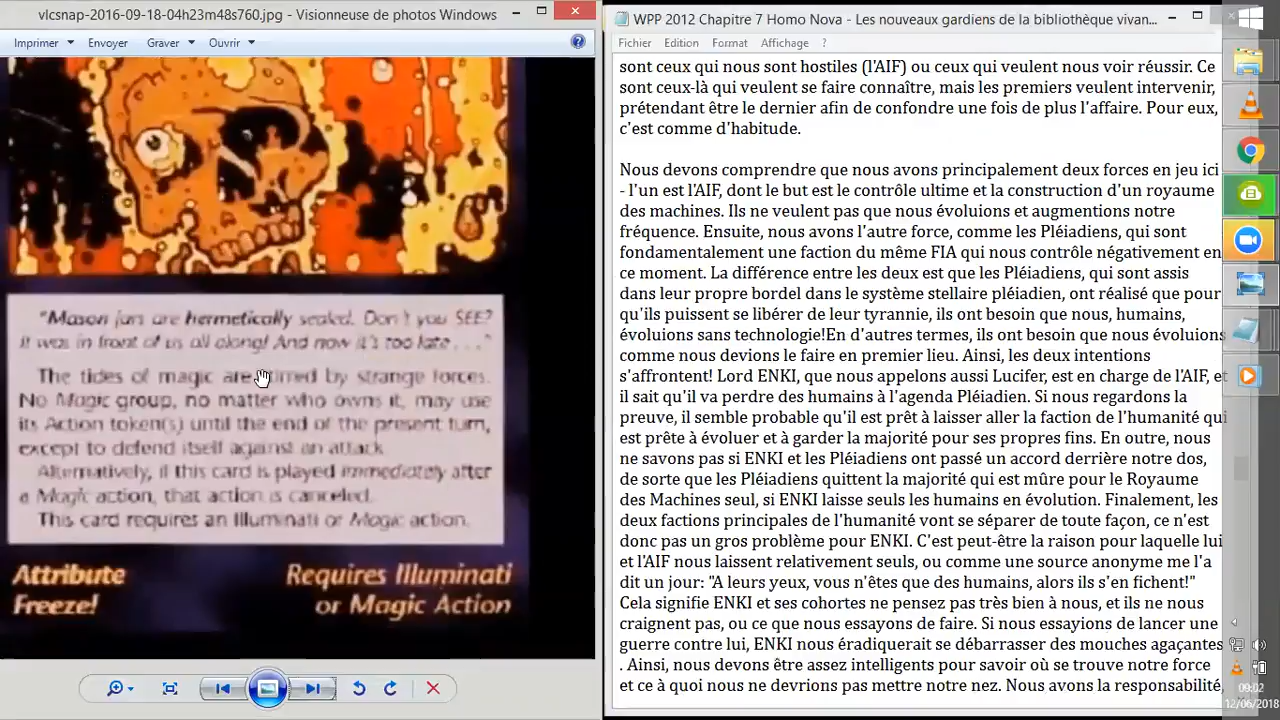 vlcsnap-2016-09-18-04h23m48s760.jpg - Visionneuse de photos Windows
Imprimer Envoyer Graver Ouvrir
"Mason jars are hermetically sealed. Don't you SEE?
It was in front of us all along! And now it's too late . . ."
The tides of magic are stirred by strange forces.
No Magic group, no matter who owns it, may use
its Action token(s) until the end of the present turn,
except to defend itself against an attack.
Alternatively, if this card is played immediately after
a Magic action, that action is canceled.
This card requires an Illuminati or Magic action.
Attribute
Freeze!
Requires Illuminati
or Magic Action
WPP 2012 Chapitre 7 Homo Nova - Les nouveaux gardiens de la bibliothèque vivan...
Fichier Edition Format Affichage ?
sont ceux qui nous sont hostiles (l'AIF) ou ceux qui veulent nous voir réussir. Ce
sont ceux-là qui veulent se faire connaître, mais les premiers veulent intervenir,
prétendant être le dernier afin de confondre une fois de plus l'affaire. Pour eux,
c'est comme d'habitude.
Nous devons comprendre que nous avons principalement deux forces en jeu ici
- l'un est l'AIF, dont le but est le contrôle ultime et la construction d'un royaume
des machines. Ils ne veulent pas que nous évoluions et augmentions notre
fréquence. Ensuite, nous avons l'autre force, comme les Pléiadiens, qui sont
fondamentalement une faction du même FIA qui nous contrôle négativement en
ce moment. La différence entre les deux est que les Pléiadiens, qui sont assis
dans leur propre bordel dans le système stellaire pléiadien, ont réalisé que pour
qu'ils puissent se libérer de leur tyrannie, ils ont besoin que nous, humains,
évoluions sans technologie!En d'autres termes, ils ont besoin que nous évoluions
comme nous devions le faire en premier lieu. Ainsi, les deux intentions
s'affrontent! Lord ENKI, que nous appelons aussi Lucifer, est en charge de l'AIF, et
il sait qu'il va perdre des humains à l'agenda Pléiadien. Si nous regardons la
preuve, il semble probable qu'il est prêt à laisser aller la faction de l'humanité qui
est prête à évoluer et à garder la majorité pour ses propres fins. En outre, nous
ne savons pas si ENKI et les Pléiadiens ont passé un accord derrière notre dos,
de sorte que les Pléiadiens quittent la majorité qui est mûre pour le Royaume
des Machines seul, si ENKI laisse seuls les humains en évolution. Finalement, les
deux factions principales de l'humanité vont se séparer de toute façon, ce n'est
donc pas un gros problème pour ENKI. C'est peut-être la raison pour laquelle lui
et l'AIF nous laissent relativement seuls, ou comme une source anonyme me l'a
dit un jour: "A leurs yeux, vous n'êtes que des humains, alors ils s'en fichent!"
Cela signifie ENKI et ses cohortes ne pensez pas très bien à nous, et ils ne nous
craignent pas, ou ce que nous essayons de faire. Si nous essayions de lancer une
guerre contre lui, ENKI nous éradiquerait se débarrasser des mouches agaçantes
. Ainsi, nous devons être assez intelligents pour savoir où se trouve notre force
et ce à quoi nous ne devrions pas mettre notre nez. Nous avons la responsabilité,
09:02
12/06/2018